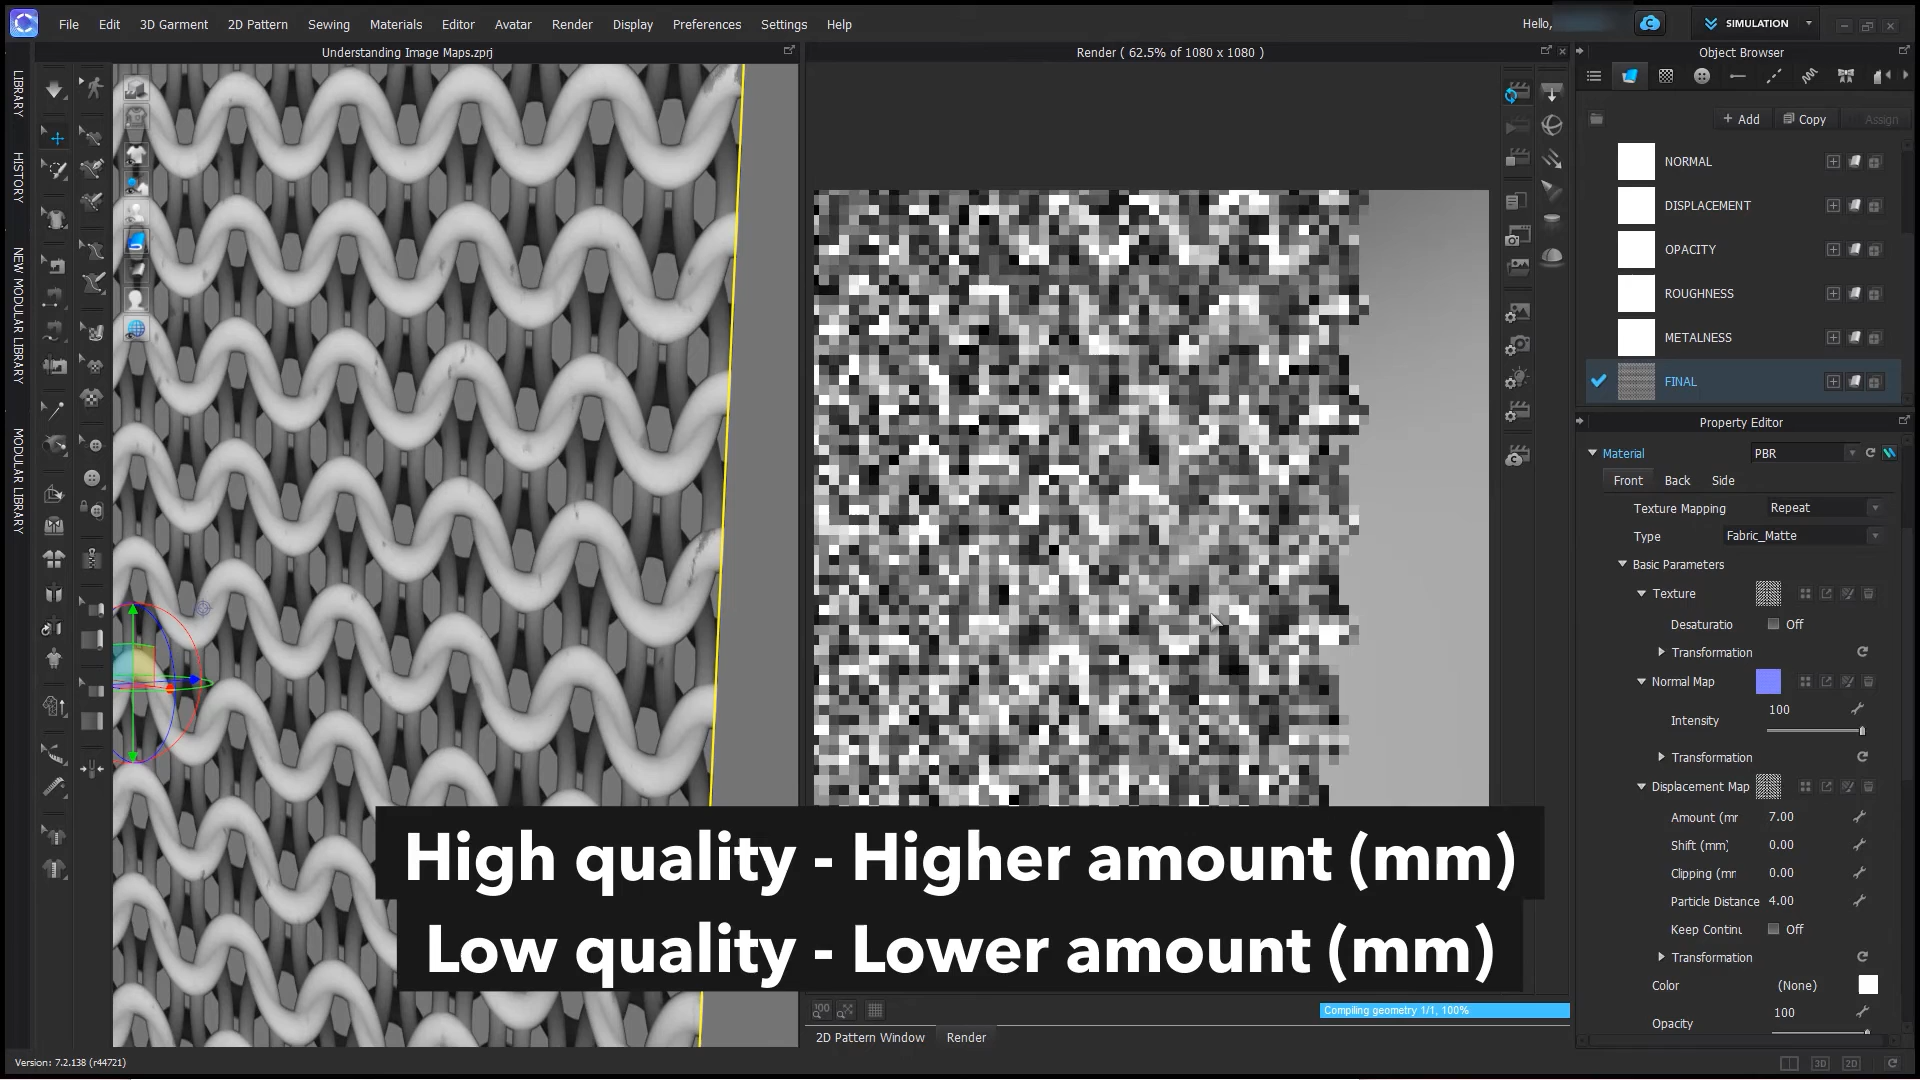 File Edit 3D Garment 2D Pattern Sewing Materials Editor Avatar Render Display Preferences Settings Help
Hello,
SIMULATION
Understanding Image Maps.zprj
Render ( 62.5% of 1080 x 1080 )
Object Browser
LIBRARY
HISTORY
NEW MODULAR LIBRARY
MODULAR LIBRARY
+ Add Copy Assign
NORMAL
DISPLACEMENT
OPACITY
ROUGHNESS
METALNESS
FINAL
Property Editor
Material PBR
Front Back Side
Texture Mapping Repeat
Type Fabric_Matte
Basic Parameters
Texture
Desaturatio Off
Transformation
Normal Map
Intensity 100
Transformation
Displacement Map
Amount (mr 7.00
Shift (mm) 0.00
Clipping (mr 0.00
Particle Distance 4.00
Keep Continu Off
Transformation
Color (None)
Opacity 100
High quality - Higher amount (mm)
Low quality - Lower amount (mm)
100
Compiling geometry 1/1, 100%
2D Pattern Window Render
Version: 7.2.138 (r44721)
3D 2D